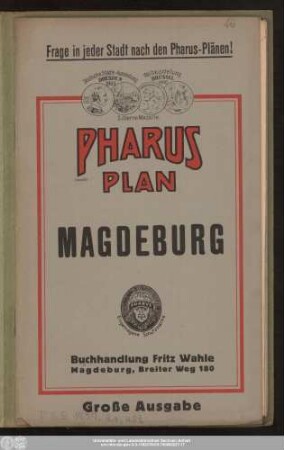 Frage in jeder Stadt nach den Pharus-Plänen!
PHARUS
PLAN
MAGDEBURG
Buchhandlung Fritz Wahle
Magdeburg, Breiter Weg 180
Große Ausgabe